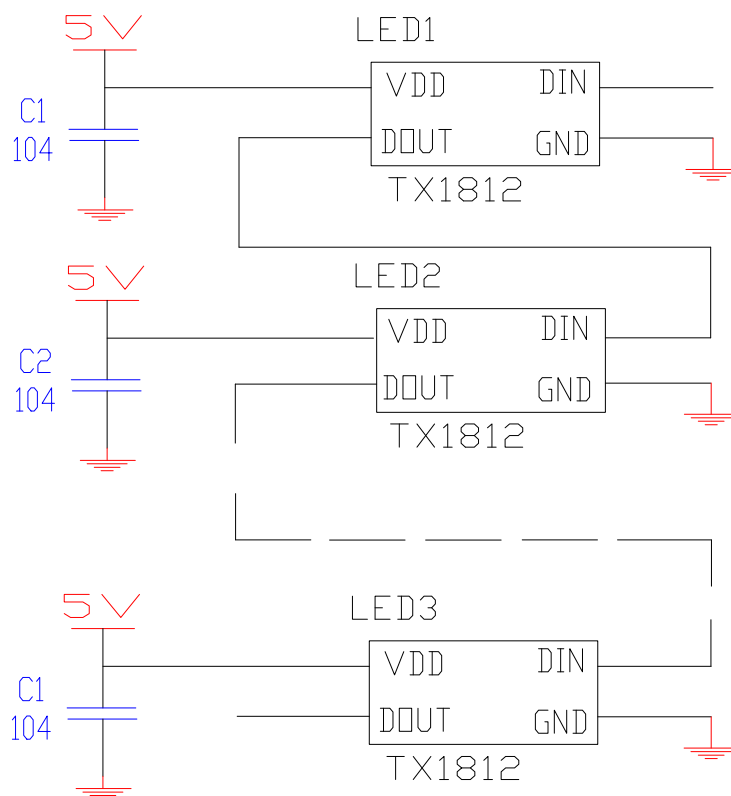 5V
LED1
VDD DIN
C1
104
DOUT GND
TX1812
5V
LED2
VDD DIN
C2
104
DOUT GND
TX1812
5V
LED3
VDD DIN
C1
104
DOUT GND
TX1812